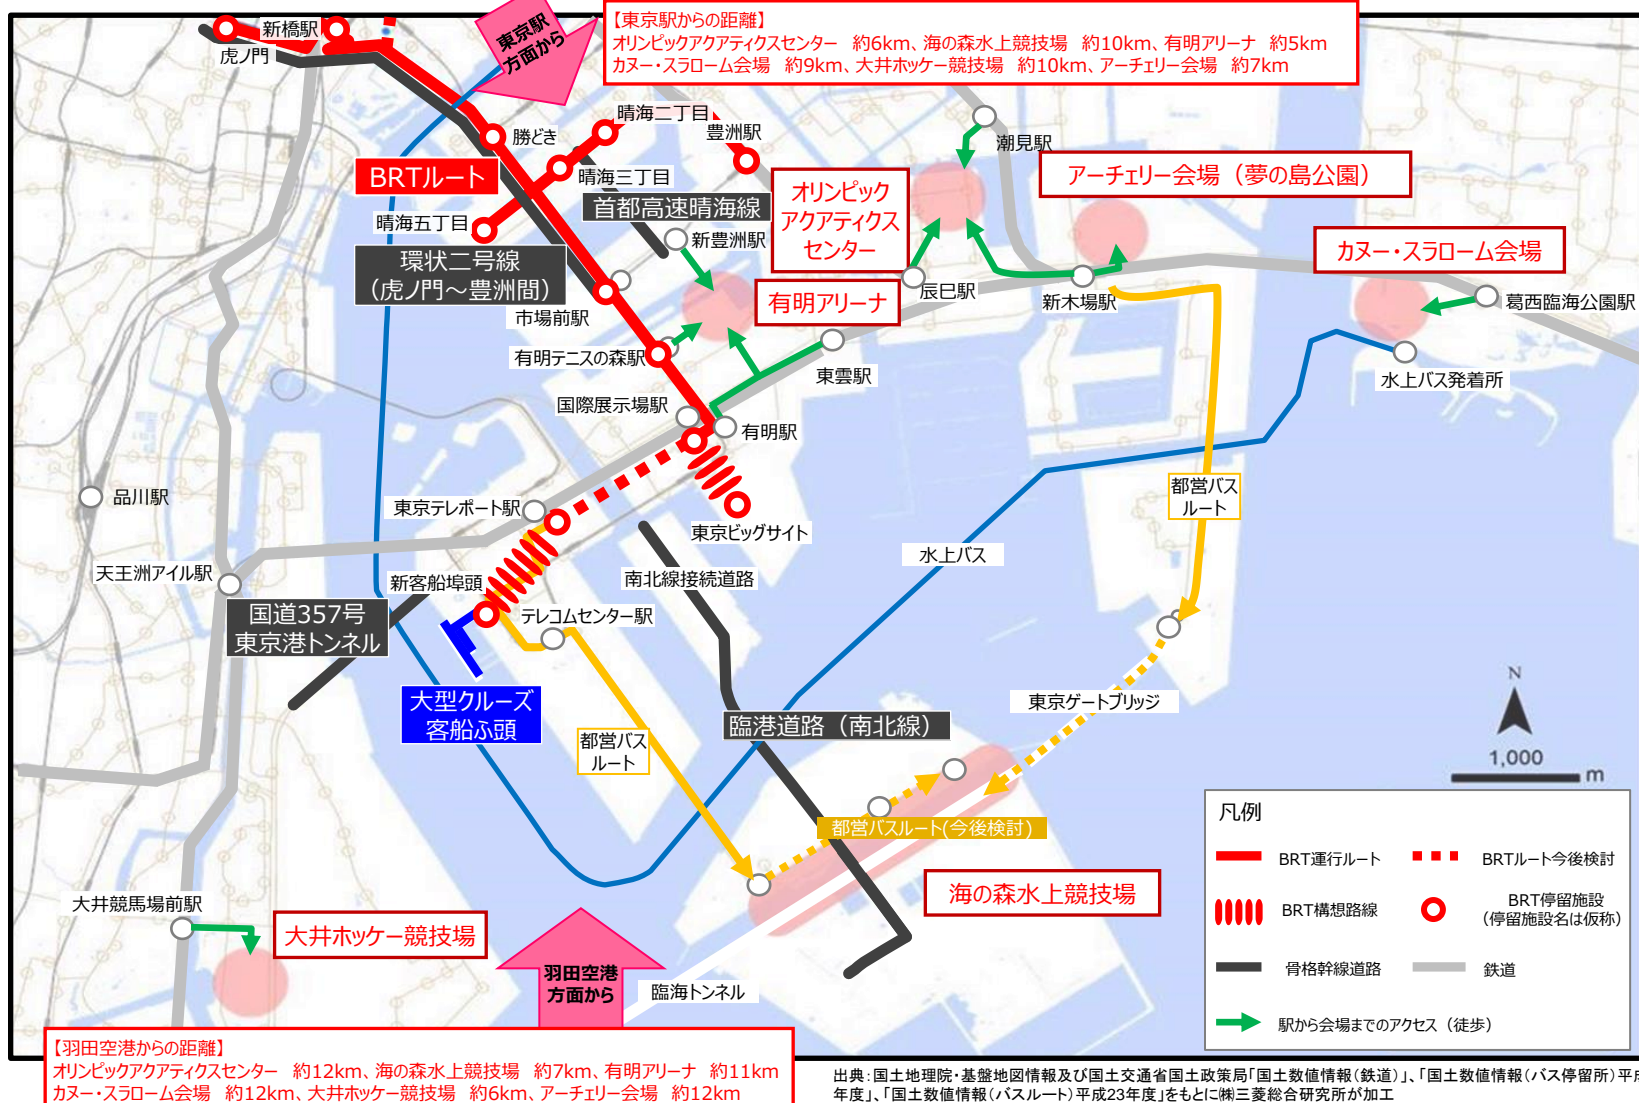 【東京駅からの距離】
オリンピックアクアティクスセンター 約6km、海の森水上競技場 約10km、有明アリーナ 約5km
カヌー・スラローム会場 約9km、大井ホッケー競技場 約10km、アーチェリー会場 約7km
東京駅
方面から
新橋駅
虎ノ門
勝どき
晴海二丁目
豊洲駅
潮見駅
BRTルート
晴海三丁目
首都高速晴海線
オリンピック
アクアティクス
センター
アーチェリー会場（夢の島公園）
晴海五丁目
新豊洲駅
カヌー・スラローム会場
環状二号線
（虎ノ門～豊洲間）
有明アリーナ
辰巳駅
新木場駅
葛西臨海公園駅
市場前駅
有明テニスの森駅
東雲駅
水上バス発着所
国際展示場駅
有明駅
品川駅
東京テレポート駅
東京ビッグサイト
都営バス
ルート
水上バス
天王洲アイル駅
新客船埠頭
南北線接続道路
国道357号
東京港トンネル
テレコムセンター駅
大型クルーズ
客船ふ頭
臨港道路（南北線）
東京ゲートブリッジ
都営バス
ルート
N
1,000
m
都営バスルート(今後検討)
海の森水上競技場
大井競馬場前駅
大井ホッケー競技場
羽田空港
方面から
臨海トンネル
凡例
BRT運行ルート
BRTルート今後検討
BRT構想路線
BRT停留施設
（停留施設名は仮称）
骨格幹線道路
鉄道
駅から会場までのアクセス（徒歩）
【羽田空港からの距離】
オリンピックアクアティクスセンター 約12km、海の森水上競技場 約7km、有明アリーナ 約11km
カヌー・スラローム会場 約12km、大井ホッケー競技場 約6km、アーチェリー会場 約12km
出典：国土地理院・基盤地図情報及び国土交通省国土政策局「国土数値情報（鉄道）」、「国土数値情報（バス停留所）平成
年度」、「国土数値情報（バスルート）平成23年度」をもとに㈱三菱総合研究所が加工